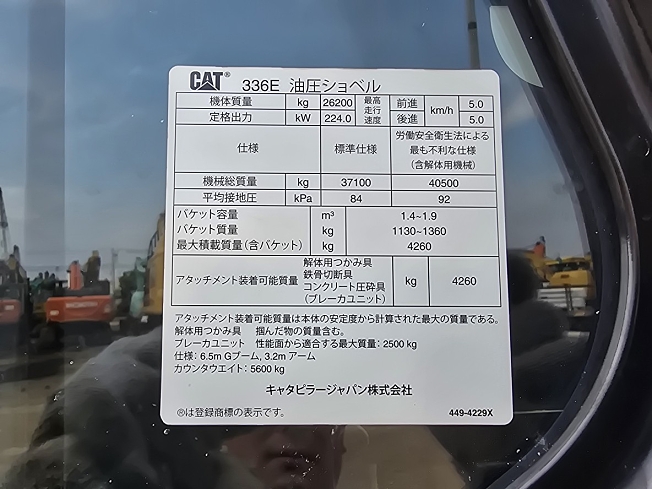 CAT® 336E 油圧ショベル
機体質量 kg 26200 最高走行速度 前進 km/h 5.0
定格出力 kW 224.0 後進 5.0
仕様 標準仕様 労働安全衛生法による
最も不利な仕様
(含解体用機械)
機械総質量 kg 37100 40500
平均接地圧 kPa 84 92
バケット容量 m³ 1.4~1.9
バケット質量 kg 1130~1360
最大積載質量(含バケット) kg 4260
アタッチメント装着可能質量 解体用つかみ具
鉄骨切断具
コンクリート圧砕具
(ブレーカユニット) kg 4260
アタッチメント装着可能質量は本体の安定度から計算された最大の質量である。
解体用つかみ具 掴んだ物の質量含む。
ブレーカユニット 性能面から適合する最大質量: 2500 kg
仕様: 6.5m Gブーム, 3.2m アーム
カウンタウエイト: 5600 kg
キャタピラージャパン株式会社
®は登録商標の表示です。 449-4229X